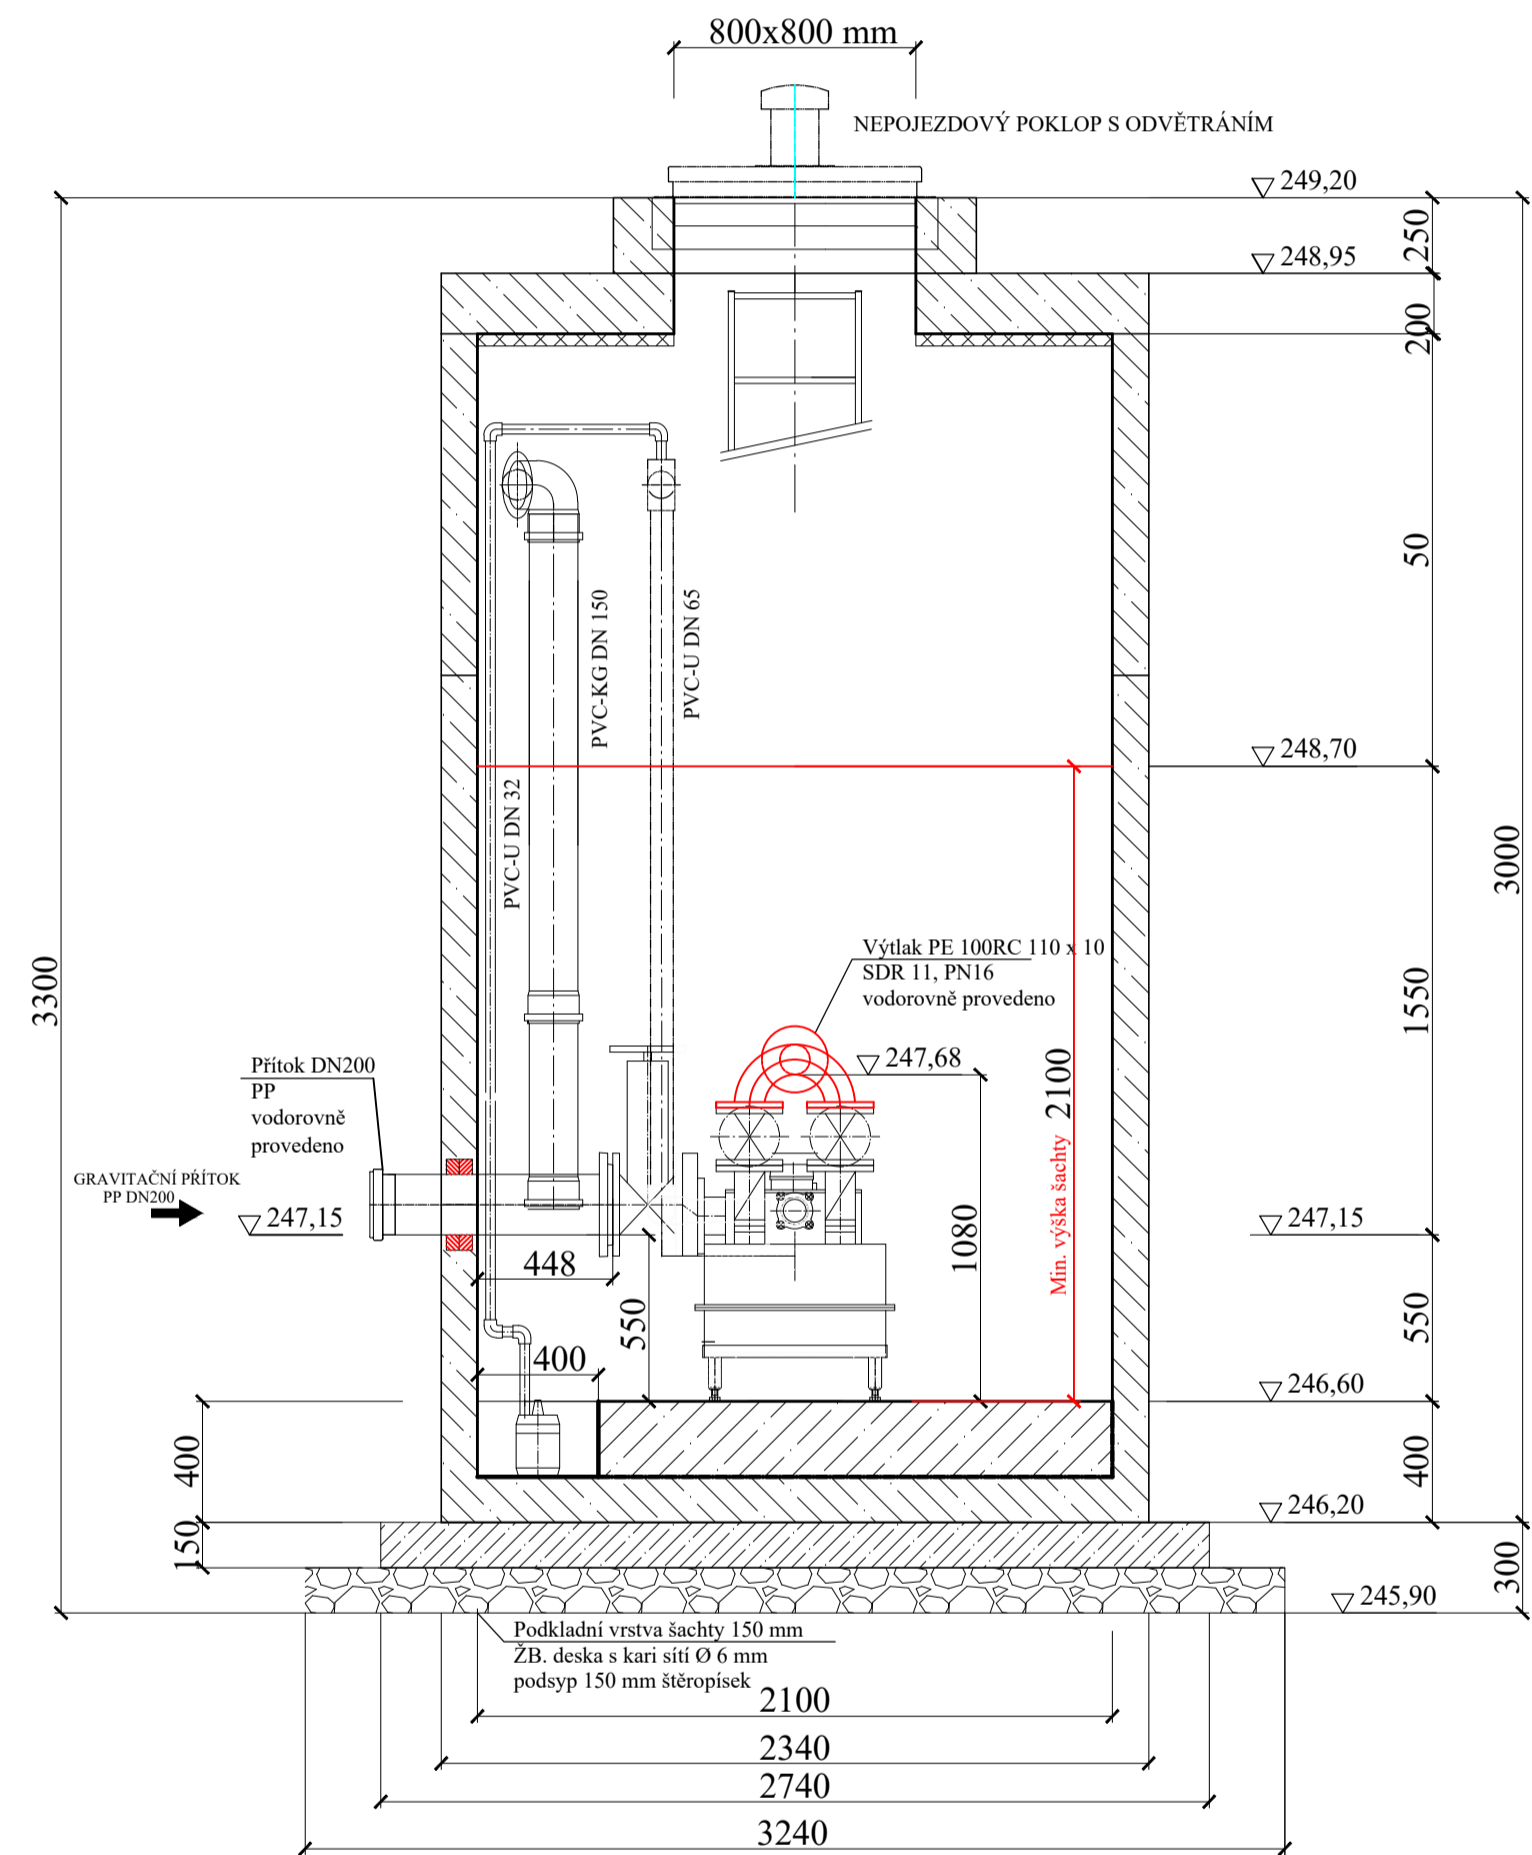 800x800 mm
NEPOJEZDOVÝ POKLOP S ODVĚTRÁNÍM
249,20
250
248,95
200
50
PVC-KG DN 150
PVC-U DN 65
248,70
PVC-U DN 32
3000
3300
Výtlak PE 100RC 110 x 10
SDR 11, PN16
vodorovně provedeno
1550
247,68
Min. výška šachty 2100
Přítok DN200
PP
vodorovně
provedeno
GRAVITAČNÍ PŘÍTOK
PP DN200
247,15
247,15
448
1080
550
550
400
246,60
400
400
246,20
150
300
245,90
Podkladní vrstva šachty 150 mm
ŽB. deska s kari sítí Ø 6 mm
podsyp 150 mm štěropísek
2100
2340
2740
3240